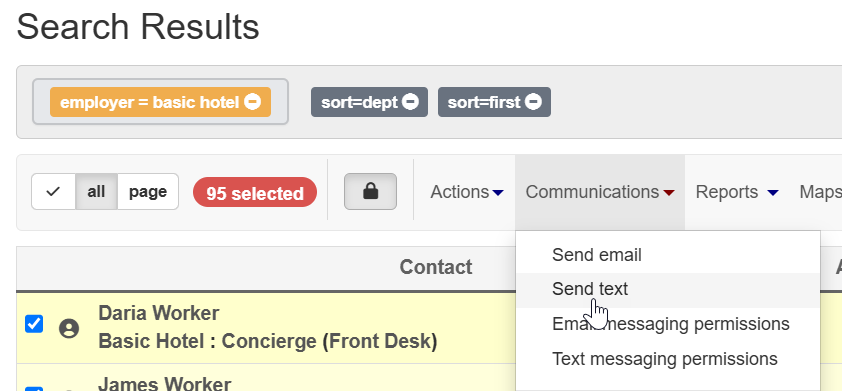 Search Results
employer = basic hotel sort=dept sort=first
all page 95 selected Actions Communications Reports Maps
Send email
Contact
Send text
Daria Worker
Email messaging permissions
Basic Hotel : Concierge (Front Desk)
Text messaging permissions
James Worker